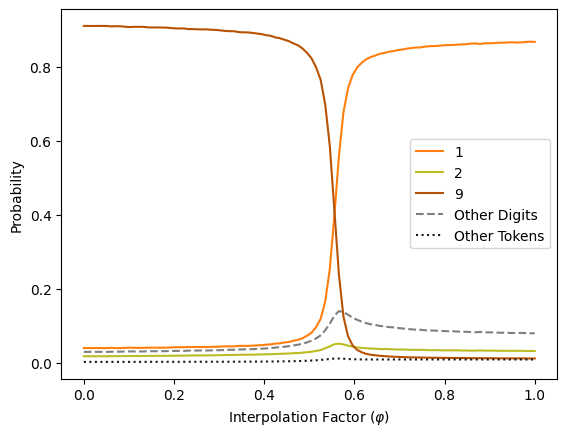 0.8
0.6
0.4
0.2
0.0
Probability
1
2
9
Other Digits
Other Tokens
0.0 0.2 0.4 0.6 0.8 1.0
Interpolation Factor (φ)